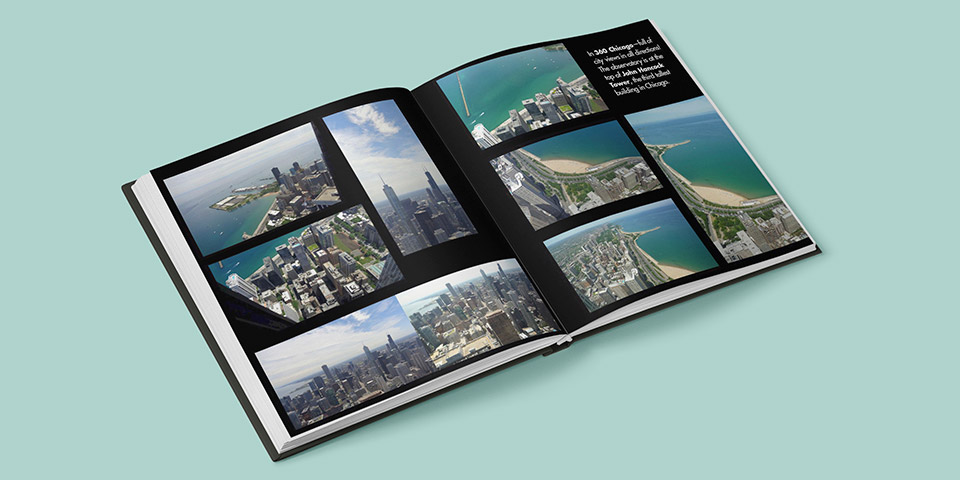 In 360 Chicago—full of
city views in all directions!
The observatory is at the
top of John Hancock
Tower, the third tallest
building in Chicago.